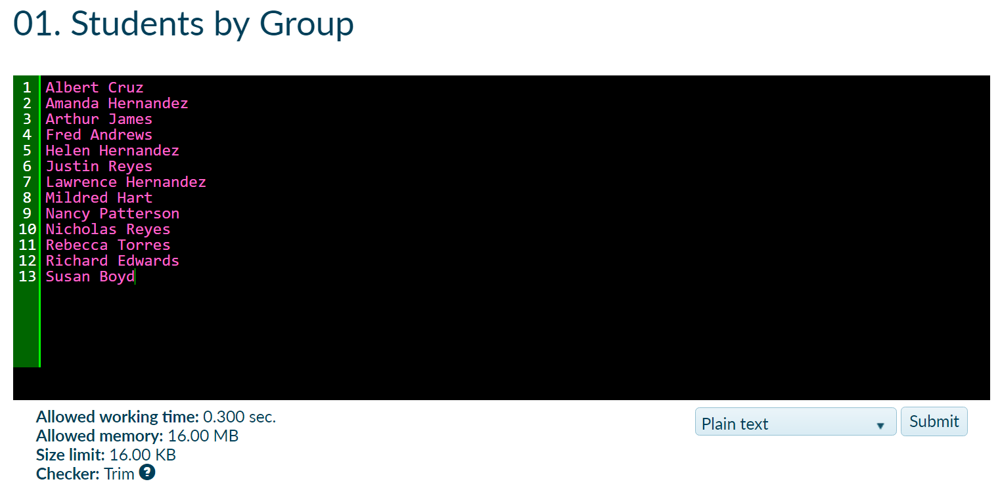 01. Students by Group
1 Albert Cruz
2 Amanda Hernandez
3 Arthur James
4 Fred Andrews
5 Helen Hernandez
6 Justin Reyes
7 Lawrence Hernandez
8 Mildred Hart
9 Nancy Patterson
10 Nicholas Reyes
11 Rebecca Torres
12 Richard Edwards
13 Susan Boyd
Allowed working time: 0.300 sec.
Allowed memory: 16.00 MB
Size limit: 16.00 KB
Checker: Trim ?
Plain text
Submit